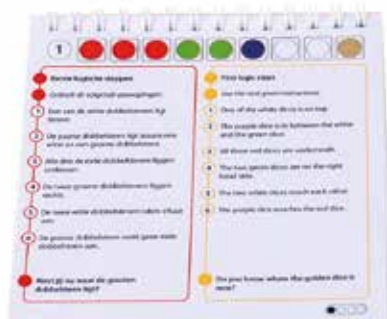 1
Eerste logische stappen
Gebruik de volgende aanwijzingen:
1 Een van de witte dobbelstenen ligt
boven.
2 De paarse dobbelsteen ligt tussen een
witte en een groene dobbelsteen.
3 Alle drie de rode dobbelstenen liggen
onderaan.
4 De twee groene dobbelstenen liggen
rechts.
5 De twee witte dobbelstenen raken elkaar
aan.
6 De paarse dobbelsteen raakt geen rode
dobbelsteen aan.
Weet jij nu waar de gouden
dobbelsteen ligt?
First logic steps
Use the
1 One of the white dices is on top.
2 The purple dice is in between the white
and the green dice.
3 All three red dices are underneath.
4 The two green dices are on the right
hand side.
5 The two white dices touch each other.
6 The purple dice touches the red dice.
Do you know where the golden dice is
now?